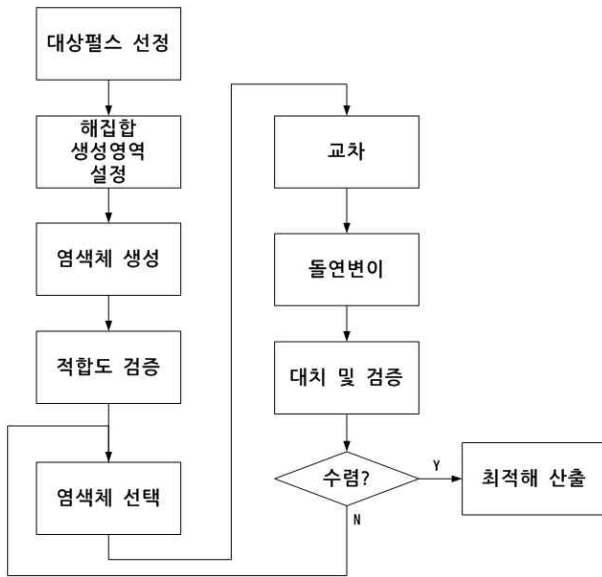 대상펄스 선정
해집합
생성영역
설정
염색체 생성
적합도 검증
염색체 선택
교차
돌연변이
대치 및 검증
수렴?
Y
N
최적해 산출